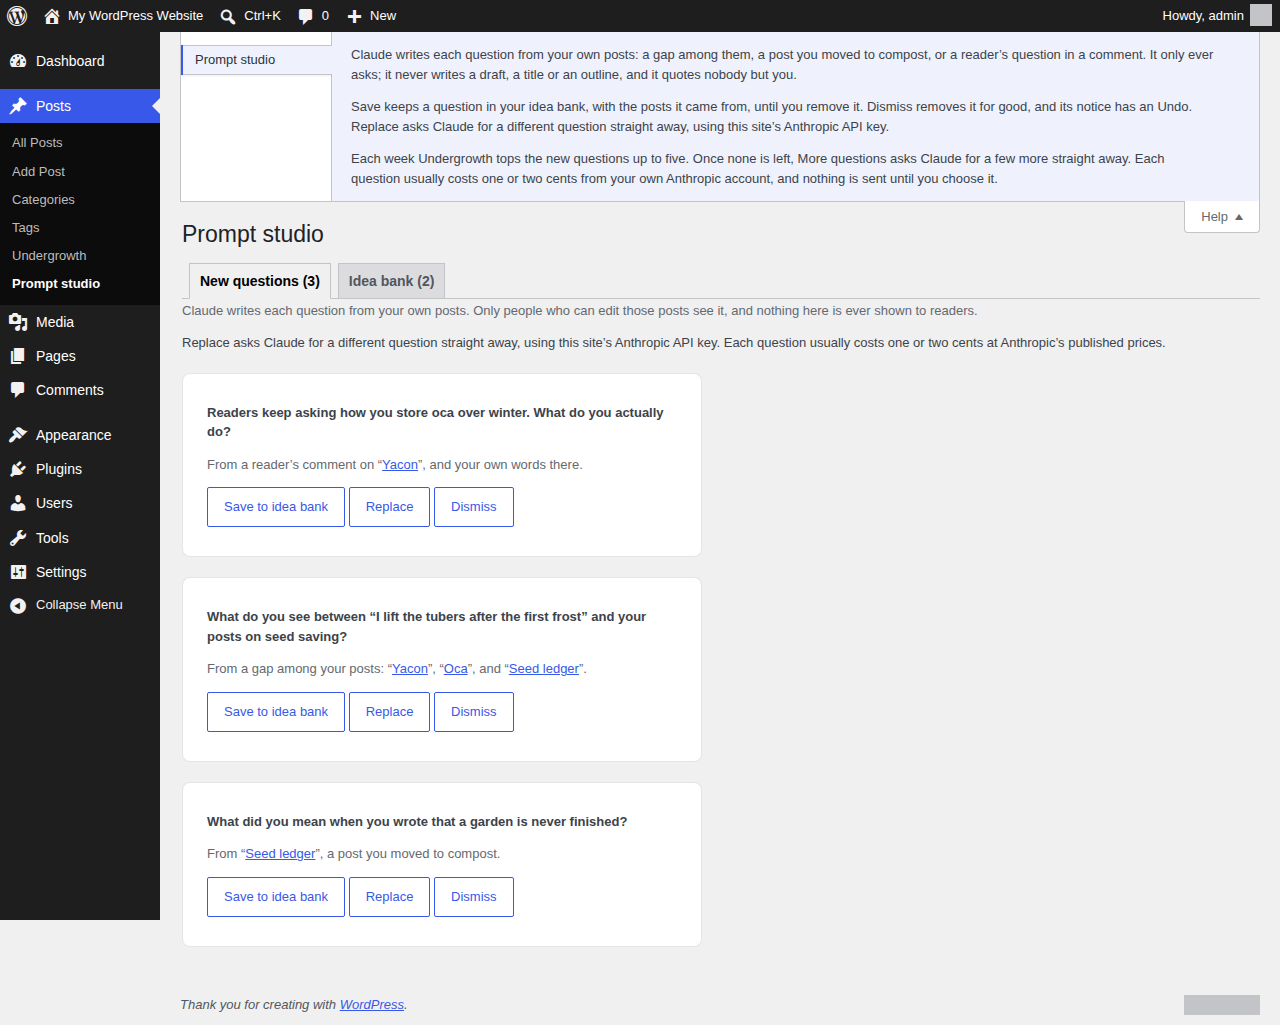 My WordPress Website
Ctrl+K
0
New
Howdy, admin
Dashboard
Posts
All Posts
Add Post
Categories
Tags
Undergrowth
Prompt studio
Media
Pages
Comments
Appearance
Plugins
Users
Tools
Settings
Collapse Menu
Prompt studio
Claude writes each question from your own posts: a gap among them, a post you moved to compost, or a reader’s question in a comment. It only ever
asks; it never writes a draft, a title or an outline, and it quotes nobody but you.
Save keeps a question in your idea bank, with the posts it came from, until you remove it. Dismiss removes it for good, and its notice has an Undo.
Replace asks Claude for a different question straight away, using this site’s Anthropic API key.
Each week Undergrowth tops the new questions up to five. Once none is left, More questions asks Claude for a few more straight away. Each
question usually costs one or two cents from your own Anthropic account, and nothing is sent until you choose it.
Help
Prompt studio
New questions (3)
Idea bank (2)
Claude writes each question from your own posts. Only people who can edit those posts see it, and nothing here is ever shown to readers.
Replace asks Claude for a different question straight away, using this site’s Anthropic API key. Each question usually costs one or two cents at Anthropic’s published prices.
Readers keep asking how you store oca over winter. What do you actually
do?
From a reader’s comment on “Yacon”, and your own words there.
Save to idea bank
Replace
Dismiss
What do you see between “I lift the tubers after the first frost” and your
posts on seed saving?
From a gap among your posts: “Yacon”, “Oca”, and “Seed ledger”.
Save to idea bank
Replace
Dismiss
What did you mean when you wrote that a garden is never finished?
From “Seed ledger”, a post you moved to compost.
Save to idea bank
Replace
Dismiss
Thank you for creating with WordPress.